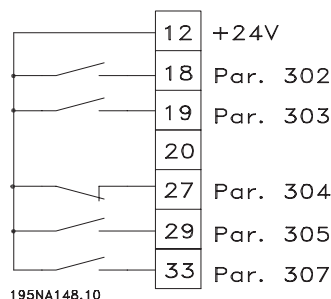 12 +24V
18 Par. 302
19 Par. 303
20
27 Par. 304
29 Par. 305
33 Par. 307
195NA148.10